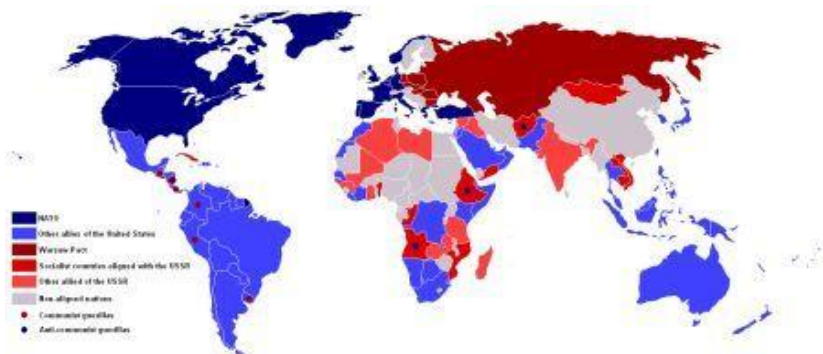 NATO
Other allies of the United States
Warsaw Pact
Socialist countries aligned with the USSR
Other allied of the USSR
Non-aligned nations
Communist guerillas
Anti-communist guerillas